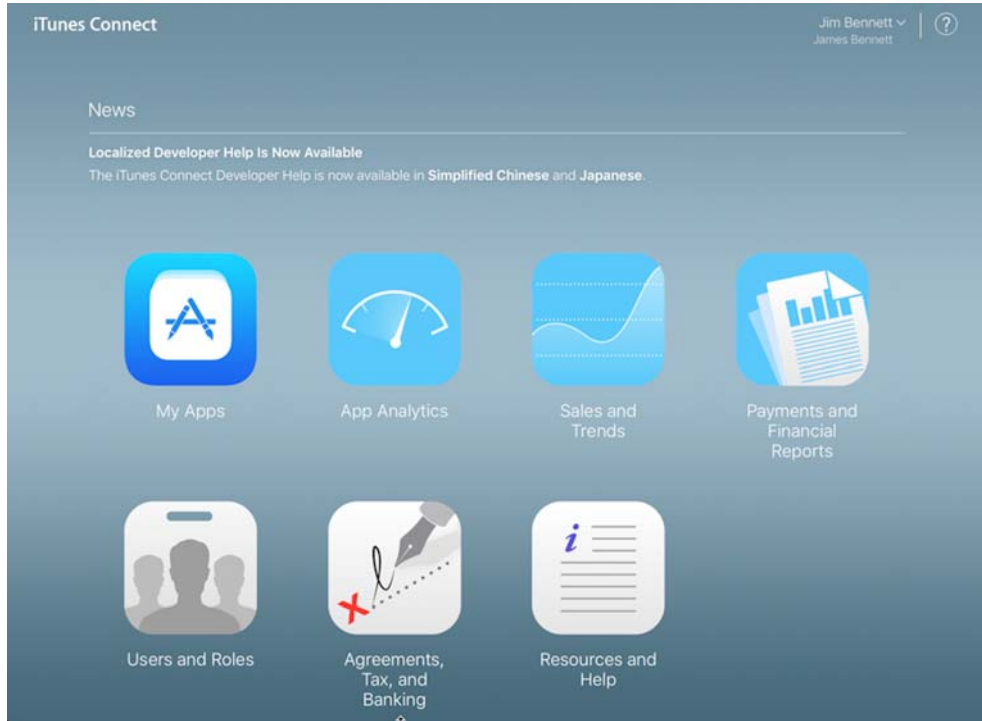 iTunes Connect
Jim Bennett
James Bennett
?
News
Localized Developer Help Is Now Available
The iTunes Connect Developer Help is now available in Simplified Chinese and Japanese.
My Apps
App Analytics
Sales and
Trends
Payments and
Financial
Reports
i
Users and Roles
Agreements,
Tax, and
Banking
Resources and
Help